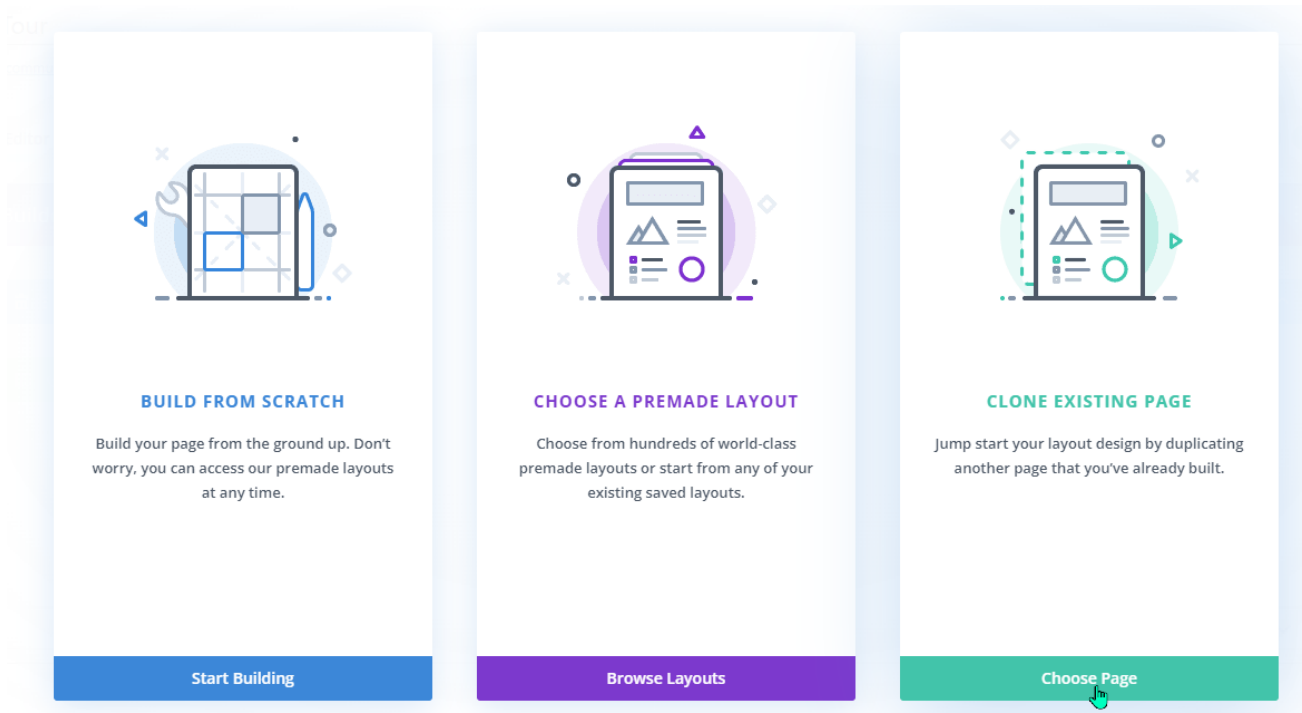 BUILD FROM SCRATCH
Build your page from the ground up. Don't
worry, you can access our premade layouts
at any time.
Start Building
CHOOSE A PREMADE LAYOUT
Choose from hundreds of world-class
premade layouts or start from any of your
existing saved layouts.
Browse Layouts
CLONE EXISTING PAGE
Jump start your layout design by duplicating
another page that you've already built.
Choose Page